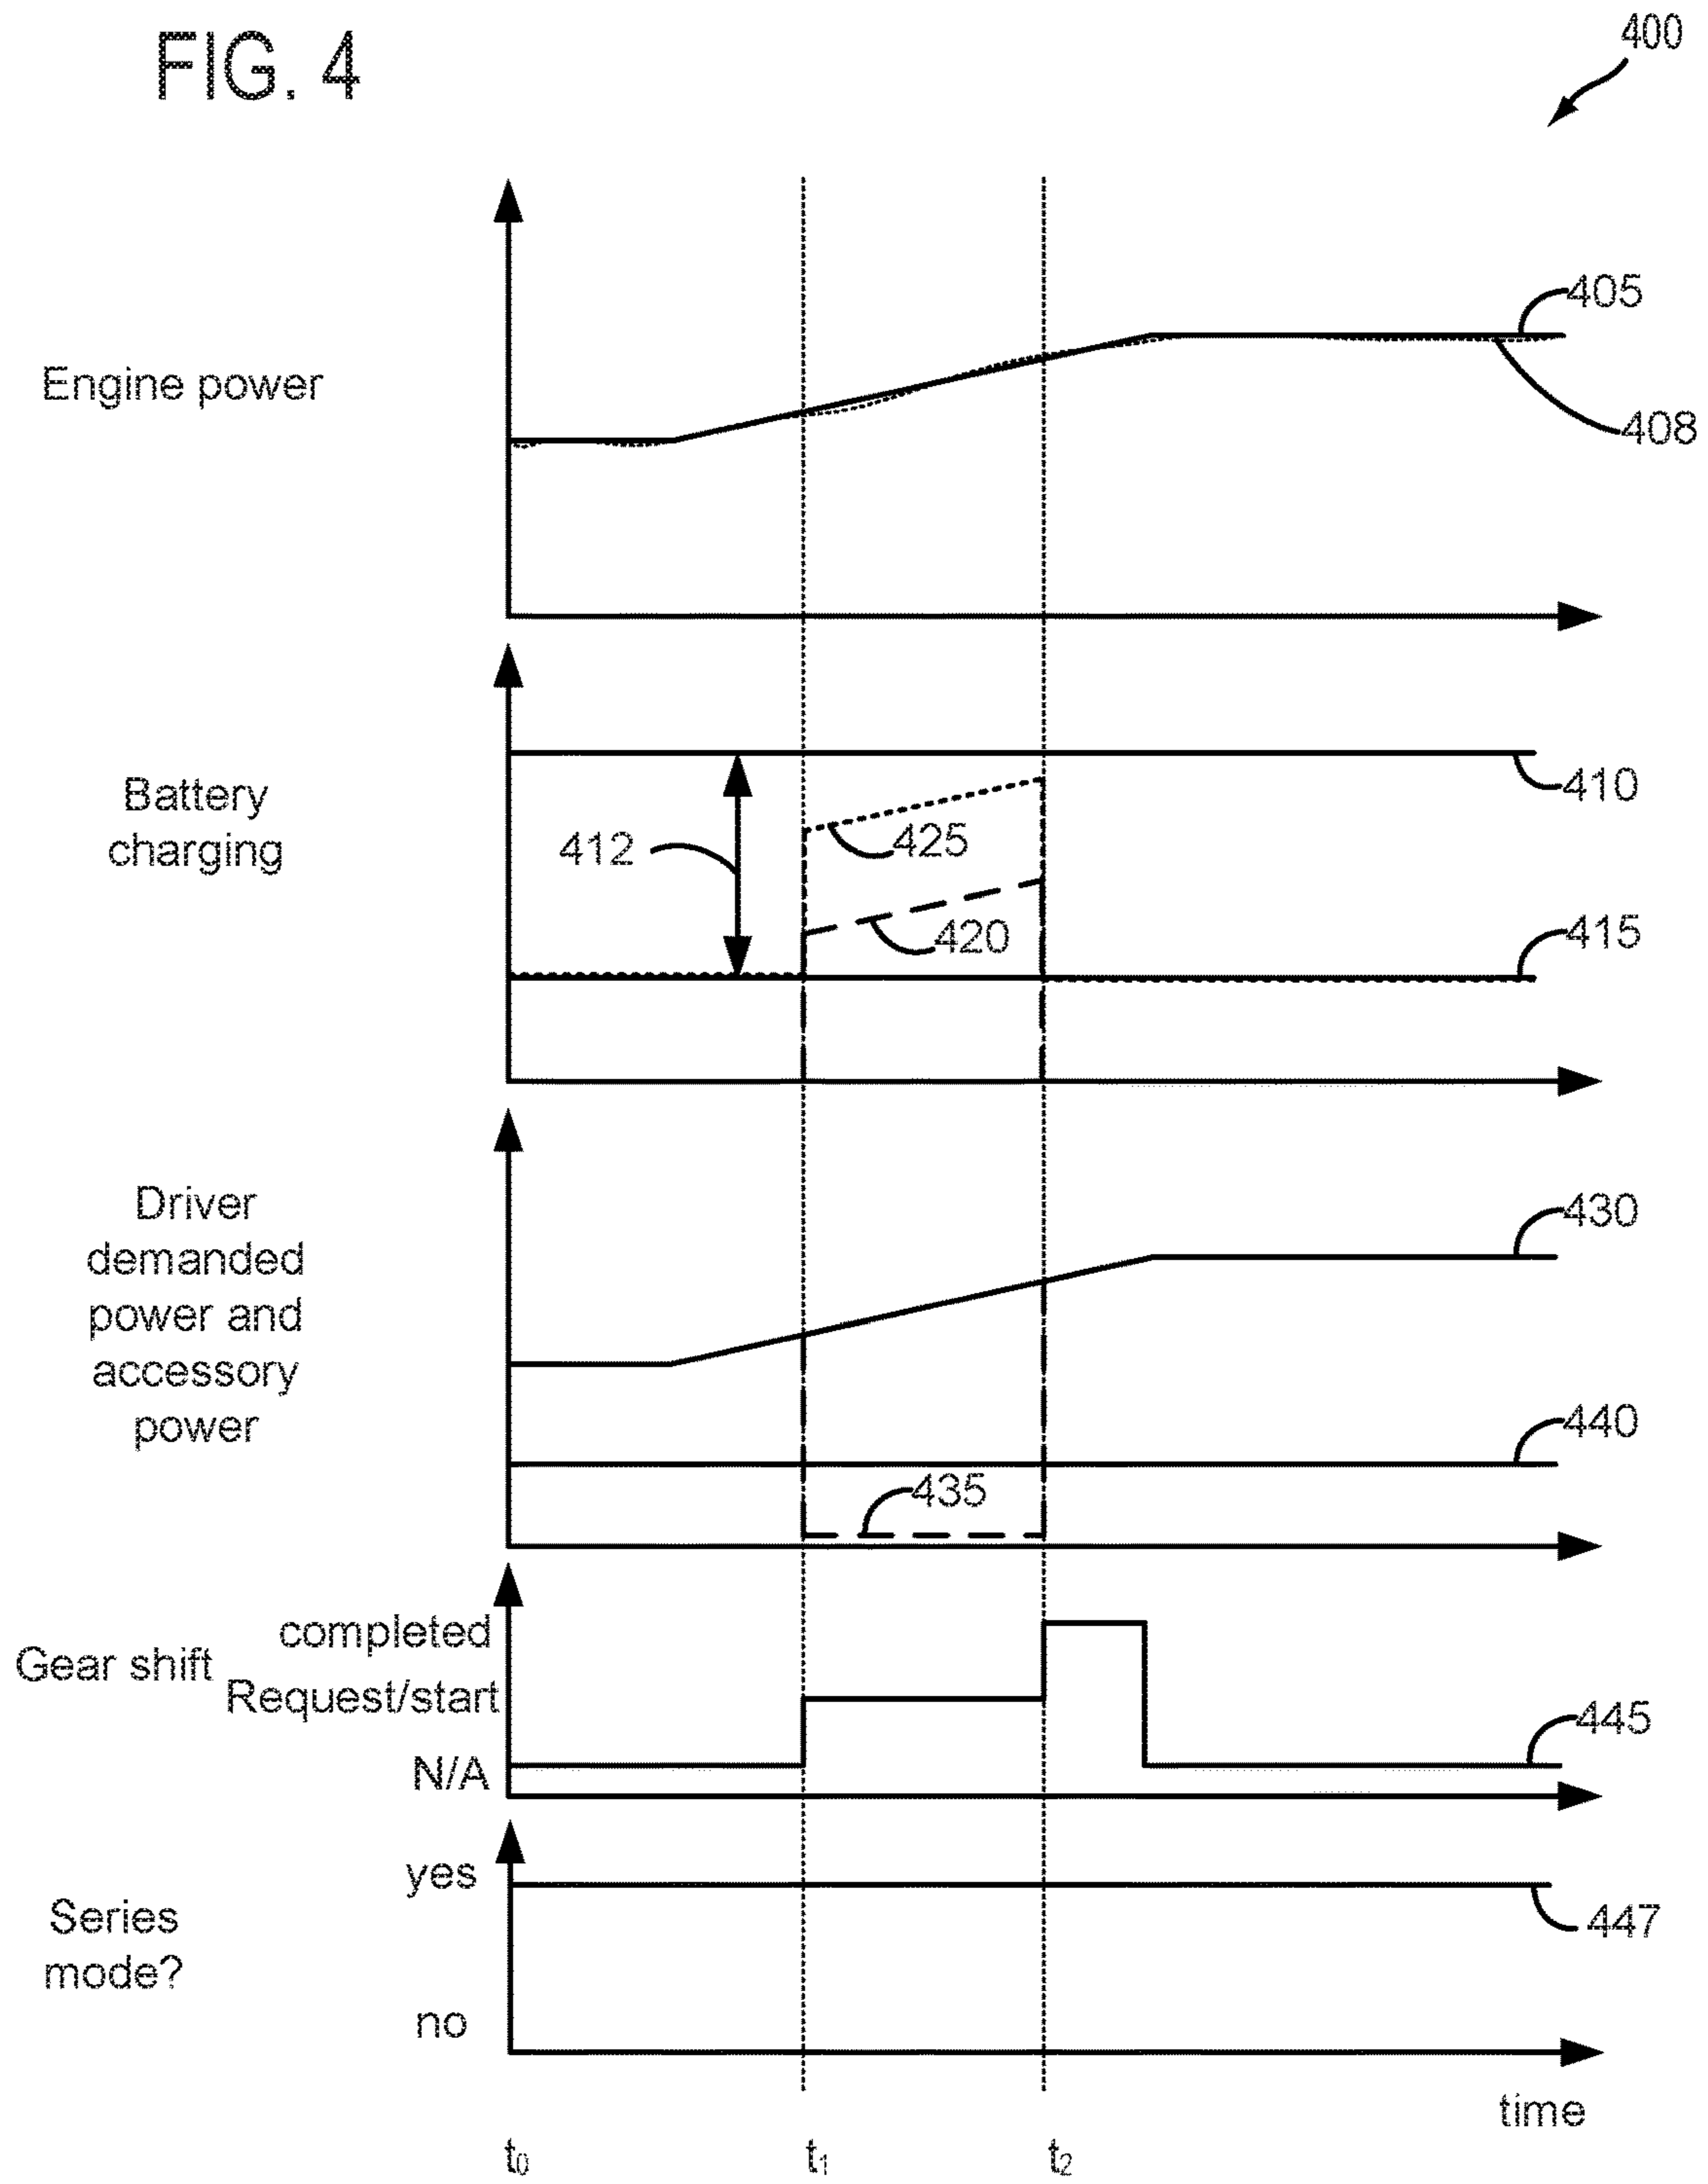 FIG. 4
400
405
Engine power
408
410
Battery
charging
412
425
420
415
Driver
demanded
power and
accessory
power
430
440
435
completed
Gear shift
Request/start
445
N/A
yes
Series
mode?
447
no
time
t0 t1 t2